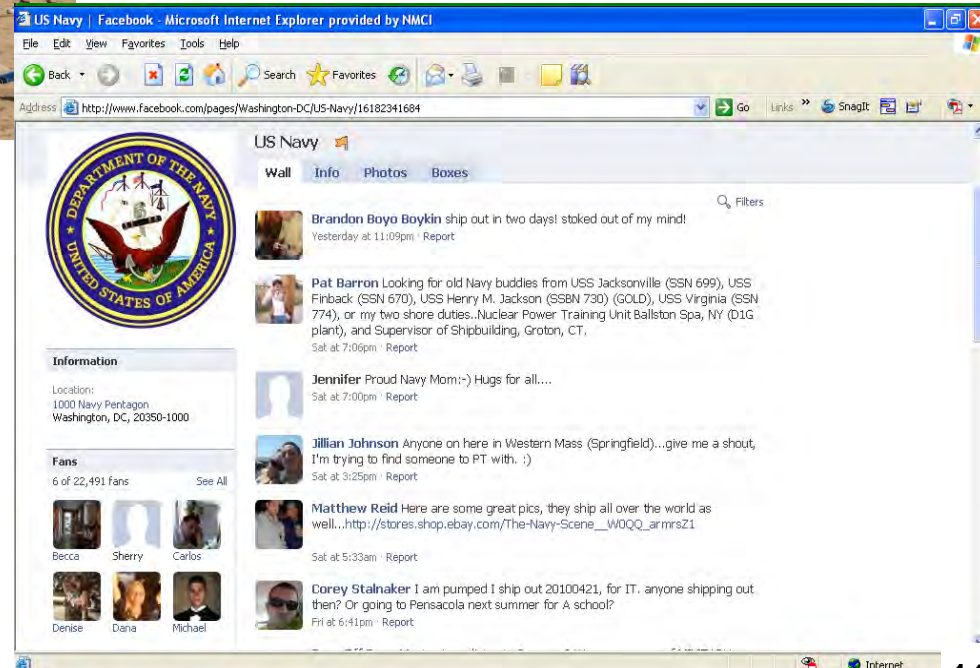 US Navy | Facebook - Microsoft Internet Explorer provided by NMCI
File Edit View Favorites Tools Help
Back Search Favorites
Address http://www.facebook.com/pages/Washington-DC/US-Navy/16182341684 Go Links » SnagIt
DEPARTMENT OF THE NAVY
UNITED STATES OF AMERICA
US Navy
Wall Info Photos Boxes
Filters
Brandon Boyo Boykin ship out in two days! stoked out of my mind!
Yesterday at 11:09pm · Report
Pat Barron Looking for old Navy buddies from USS Jacksonville (SSN 699), USS
Finback (SSN 670), USS Henry M. Jackson (SSBN 730) (GOLD), USS Virginia (SSN
774), or my two shore duties..Nuclear Power Training Unit Ballston Spa, NY (D1G
plant), and Supervisor of Shipbuilding, Groton, CT.
Sat at 7:06pm · Report
Jennifer Proud Navy Mom:-) Hugs for all....
Sat at 7:00pm · Report
Jillian Johnson Anyone on here in Western Mass (Springfield)...give me a shout,
I'm trying to find someone to PT with. :)
Sat at 3:25pm · Report
Matthew Reid Here are some great pics, they ship all over the world as
well...http://stores.shop.ebay.com/The-Navy-Scene__W0QQ_armrsZ1
Sat at 5:33am · Report
Corey Stalnaker I am pumped I ship out 20100421, for IT. anyone shipping out
then? Or going to Pensacola next summer for A school?
Fri at 6:41pm · Report
Information
Location:
1000 Navy Pentagon
Washington, DC, 20350-1000
Fans
6 of 22,491 fans See All
Becca Sherry Carlos
Denise Dana Michael
Internet